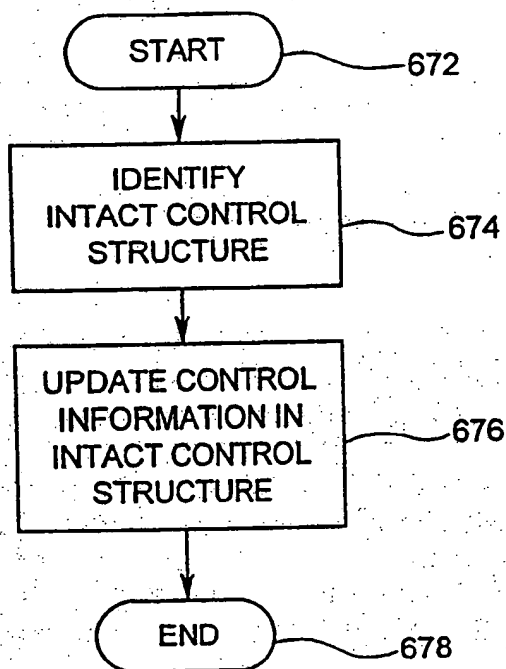 START
672
IDENTIFY
INTACT CONTROL
STRUCTURE
674
UPDATE CONTROL
INFORMATION IN
INTACT CONTROL
STRUCTURE
676
END
678